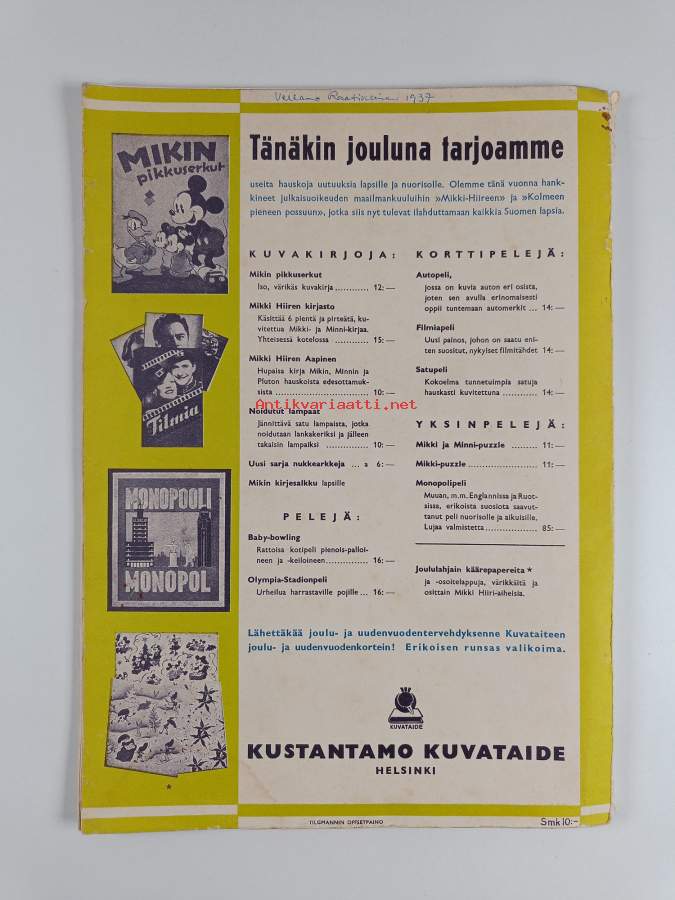 1937
Tänäkin jouluna tarjoamme
useita hauskoja uutuuksia lapsille ja nuorisolle. Olemme tänä vuonna hank-
kineet julkaisuoikeuden maailmankuuluihin »Mikki-Hiireen» ja »Kolmeen
pieneen possuun», jotka siis nyt tulevat ilahduttamaan kaikkia Suomen lapsia.
MIKIN
pikkuserkut
Filmia
MONOPOOLI
MONOPOL
*
KUVAKIRJOJA:
Mikin pikkuserkut
Iso, värikäs kuvakirja ............ 12:—
Mikki Hiiren kirjasto
Käsittää 6 pientä ja pirteätä, ku-
vitettua Mikki- ja Minni-kirjaa.
Yhteisessä kotelossa ............ 15:—
Mikki Hiiren Aapinen
Hupaisa kirja Mikin, Minnin ja
Pluton hauskoista edesottamuk-
sista ............ 10:—
Antikvariaatti.net
Noidutut lampaat
Jännittävä satu lampaista, jotka
noidutaan lankakeriksi ja jälleen
takaisin lampaiksi ............ 10:—
Uusi sarja nukkearkkeja ... a 6:—
Mikin kirjesalkku lapsille
PELEJÄ:
Baby-bowling
Rattoisa kotipeli pienois-palloi-
neen ja -keiloineen............ 16:—
Olympia-Stadionpeli
Urheilua harrastaville pojille ... 16:—
KORTTIPELEJÄ:
Autopeli,
jossa on kuvia auton eri osista,
joten sen avulla erinomaisesti
oppii tuntemaan automerkit ... 14:—
Filmiapeli
Uusi painos, johon on saatu eni-
ten suositut, nykyiset filmitähdet 14:—
Satupeli
Kokoelma tunnetuimpia satuja
hauskasti kuvitettuna ............ 14:—
YKSINPELEJÄ:
Mikki ja Minni-puzzle ........ 11:—
Mikki-puzzle..................... 11:—
Monopolipeli
Muuan, m.m. Englannissa ja Ruot-
sissa, erikoista suosiota saavut-
tanut peli nuorisolle ja aikuisille,
Lujaa valmistetta.................. 85:—
Joululahjain käärepapereita*
ja -osoitelappuja, värikkäitä ja
osittain Mikki Hiiri-aiheisia.
Lähettäkää joulu- ja uudenvuodentervehdyksenne Kuvataiteen
joulu- ja uudenvuodenkortein! Erikoisen runsas valikoima.
KUVATAIDE
KUSTANTAMO KUVATAIDE
HELSINKI
TILGMANNIN OFFSETPAINO
Smk 10:-